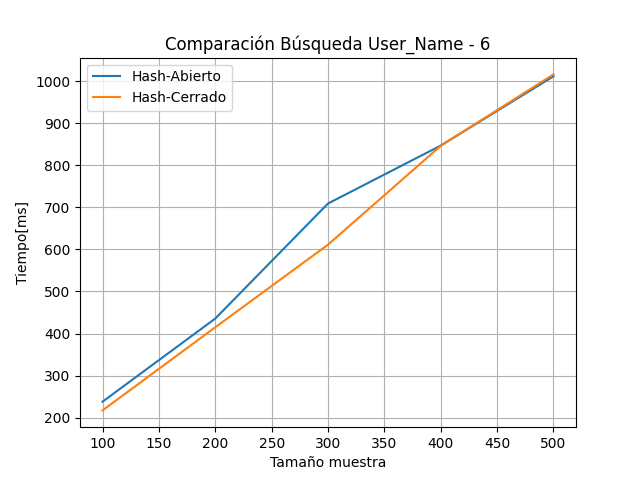 Comparación Búsqueda User_Name - 6
Hash-Abierto
Hash-Cerrado
Tiempo[ms]
1000
900
800
700
600
500
400
300
200
100 150 200 250 300 350 400 450 500
Tamaño muestra